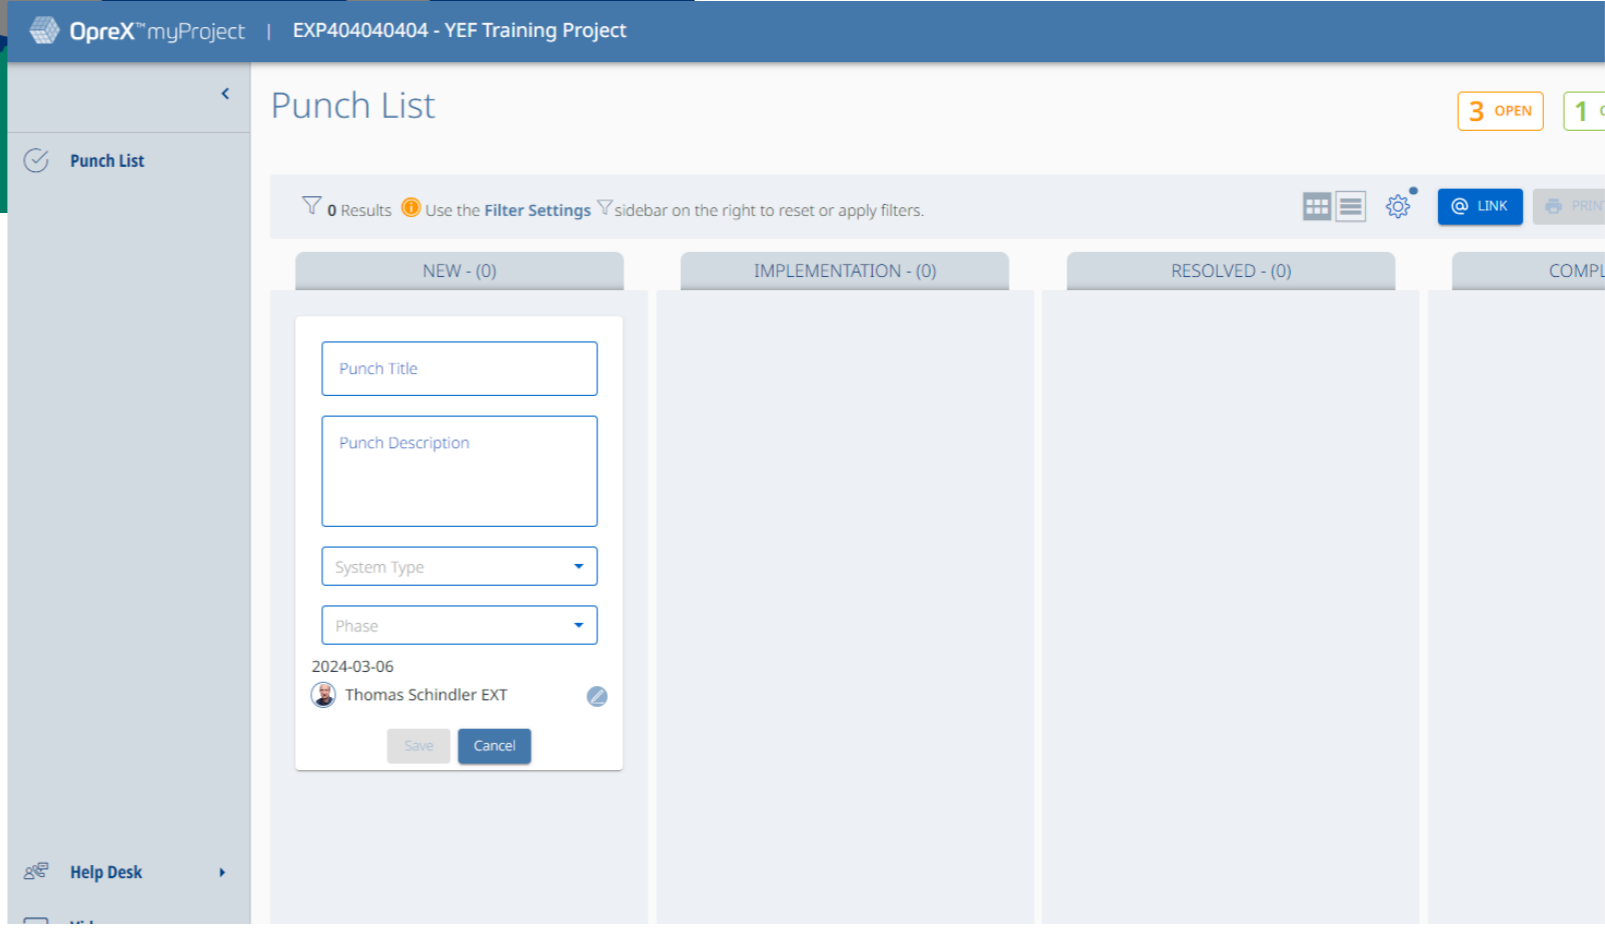 OpreX™ myProject | EXP404040404 - YEF Training Project
Punch List
3 OPEN
1
Punch List
0 Results Use the Filter Settings sidebar on the right to reset or apply filters.
@ LINK
NEW - (0)
IMPLEMENTATION - (0)
RESOLVED - (0)
Punch Title
Punch Description
System Type
Phase
2024-03-06
Thomas Schindler EXT
Save
Cancel
Help Desk